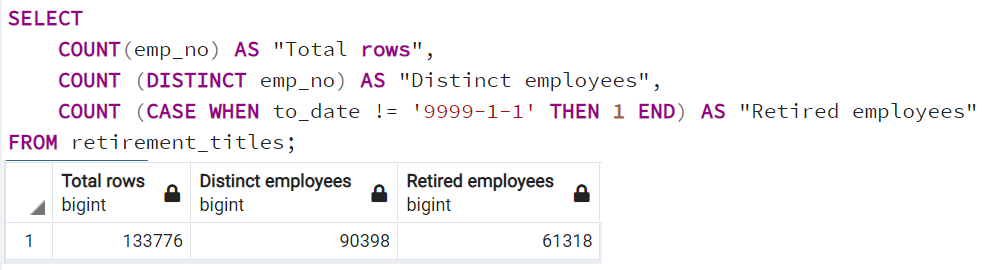 SELECT
COUNT(emp_no) AS "Total rows",
COUNT (DISTINCT emp_no) AS "Distinct employees",
COUNT (CASE WHEN to_date != '9999-1-1' THEN 1 END) AS "Retired employees"
FROM retirement_titles;
Total rows Distinct employees Retired employees
bigint bigint bigint
1 133776 90398 61318